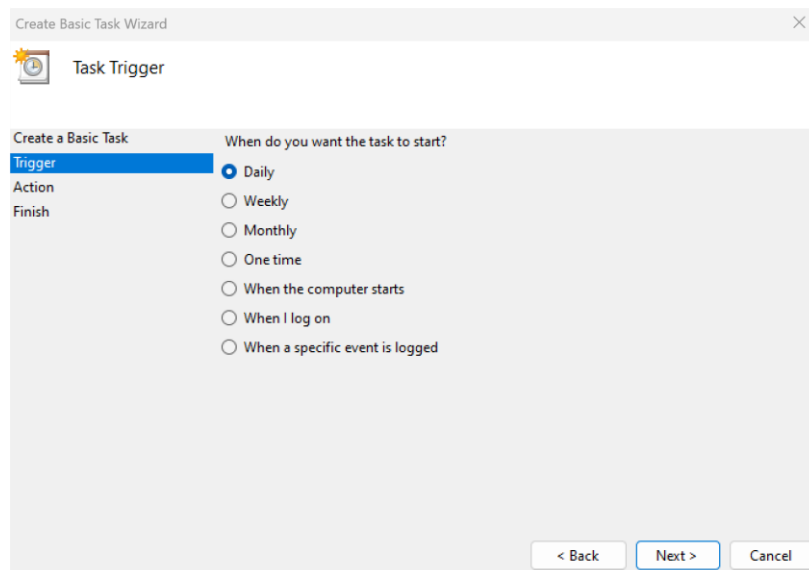 Create Basic Task Wizard
Task Trigger
Create a Basic Task
Trigger
Action
Finish
When do you want the task to start?
Daily
Weekly
Monthly
One time
When the computer starts
When I log on
When a specific event is logged
< Back
Next >
Cancel